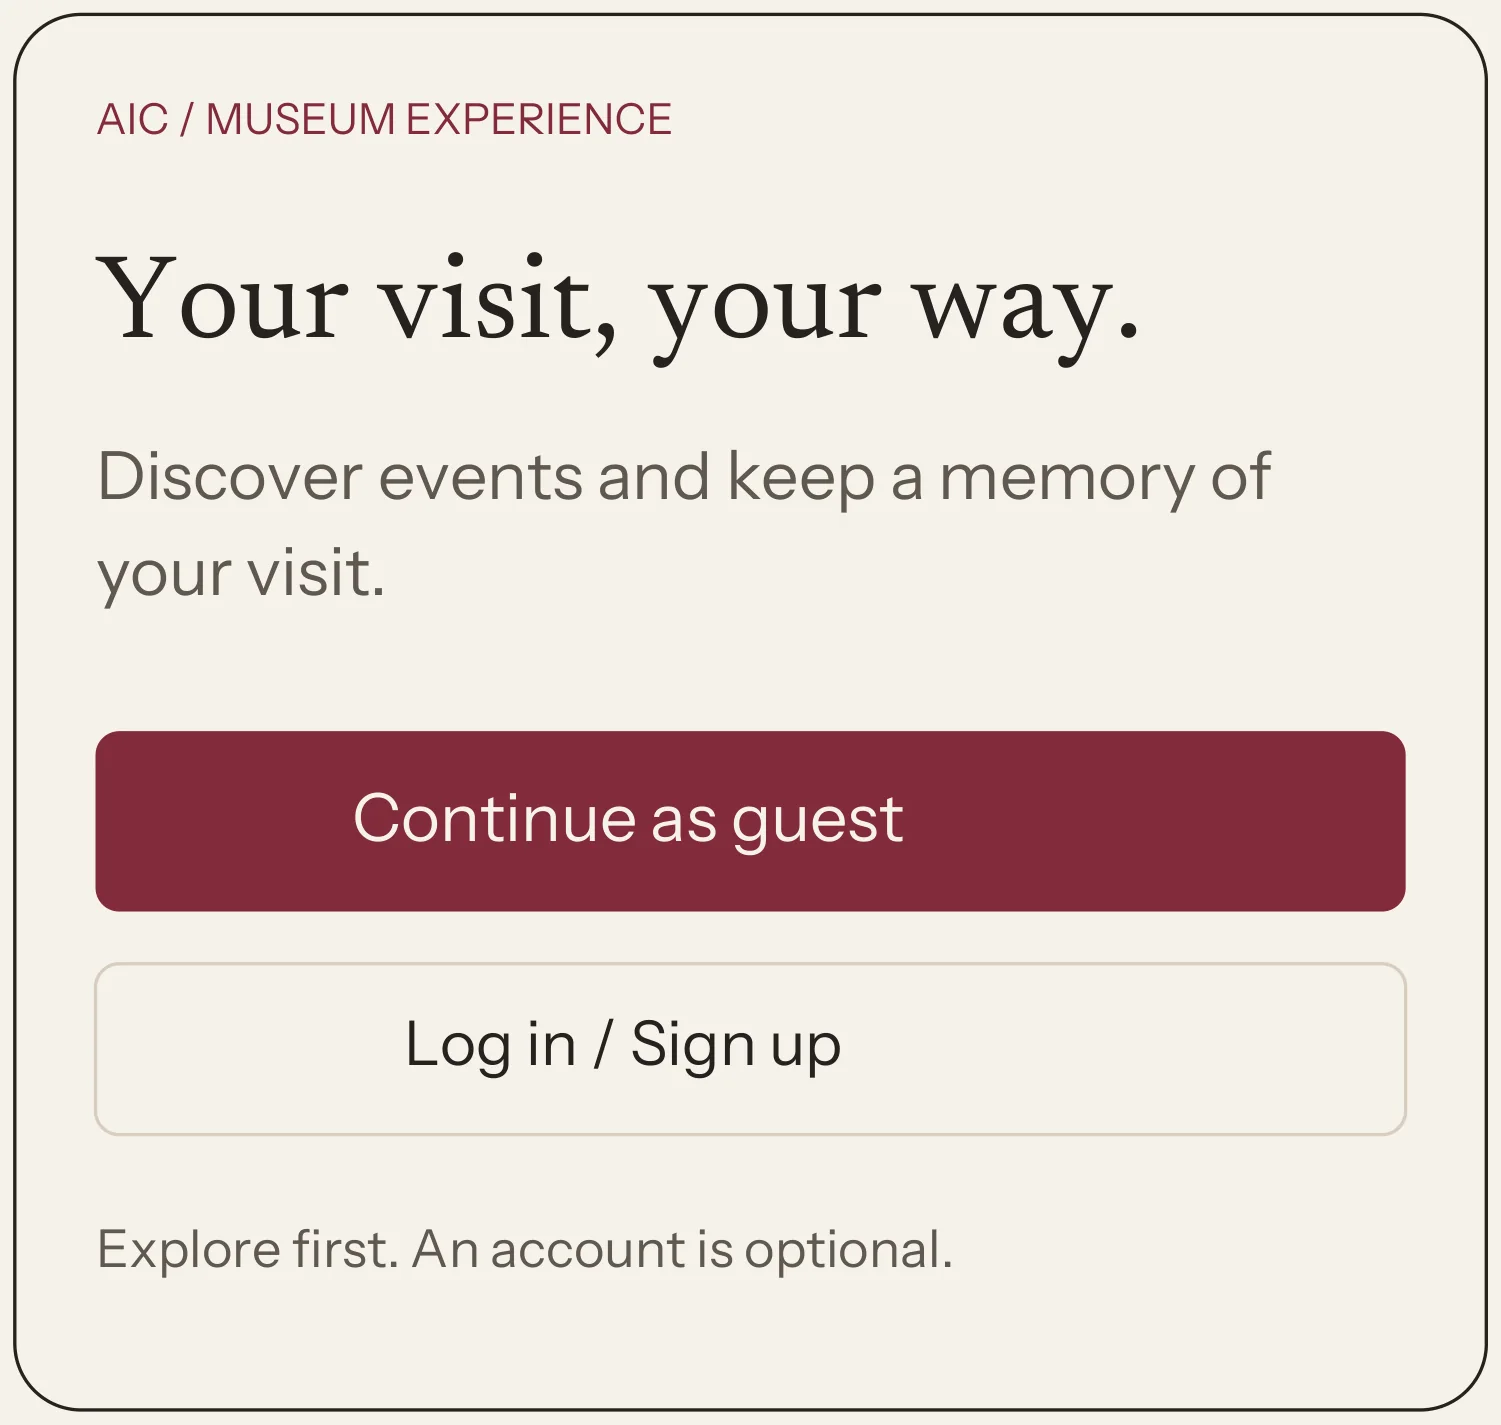 AIC / MUSEUM EXPERIENCE
Your visit, your way.
Discover events and keep a memory of
your visit.
Continue as guest
Log in / Sign up
Explore first. An account is optional.